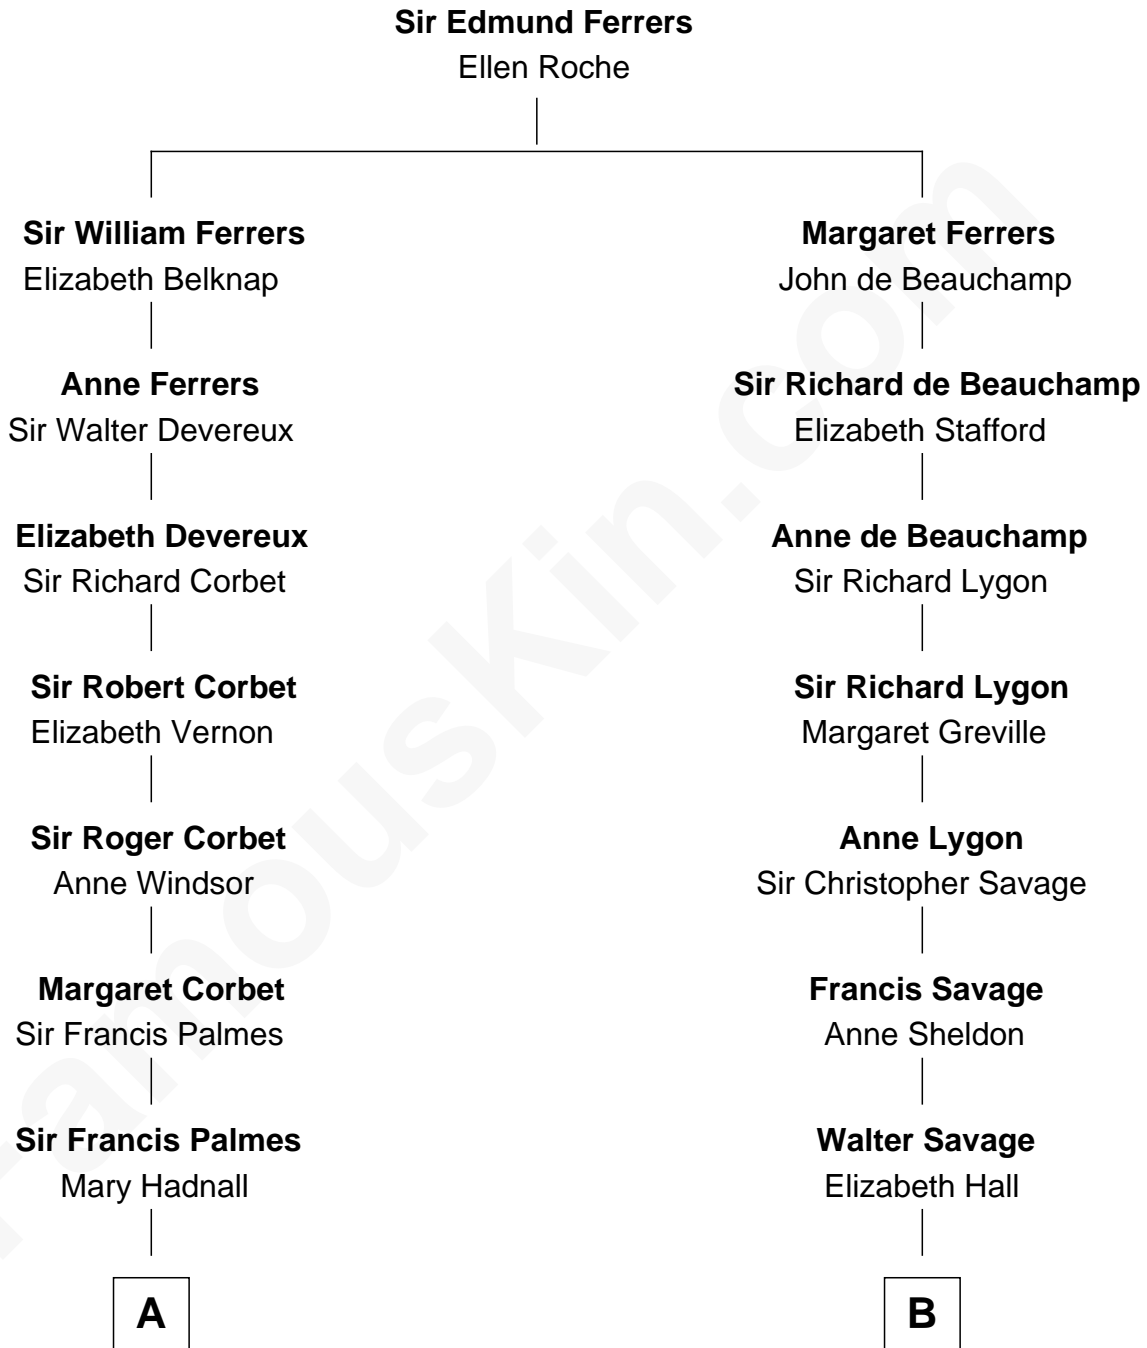 Sir Edmund Ferrers
Ellen Roche
Sir William Ferrers
Elizabeth Belknap
Anne Ferrers
Sir Walter Devereux
Elizabeth Devereux
Sir Richard Corbet
Sir Robert Corbet
Elizabeth Vernon
Sir Roger Corbet
Anne Windsor
Margaret Corbet
Sir Francis Palmes
Sir Francis Palmes
Mary Hadnall
A
Margaret Ferrers
John de Beauchamp
Sir Richard de Beauchamp
Elizabeth Stafford
Anne de Beauchamp
Sir Richard Lygon
Sir Richard Lygon
Margaret Greville
Anne Lygon
Sir Christopher Savage
Francis Savage
Anne Sheldon
Walter Savage
Elizabeth Hall
B
FamousKin.com